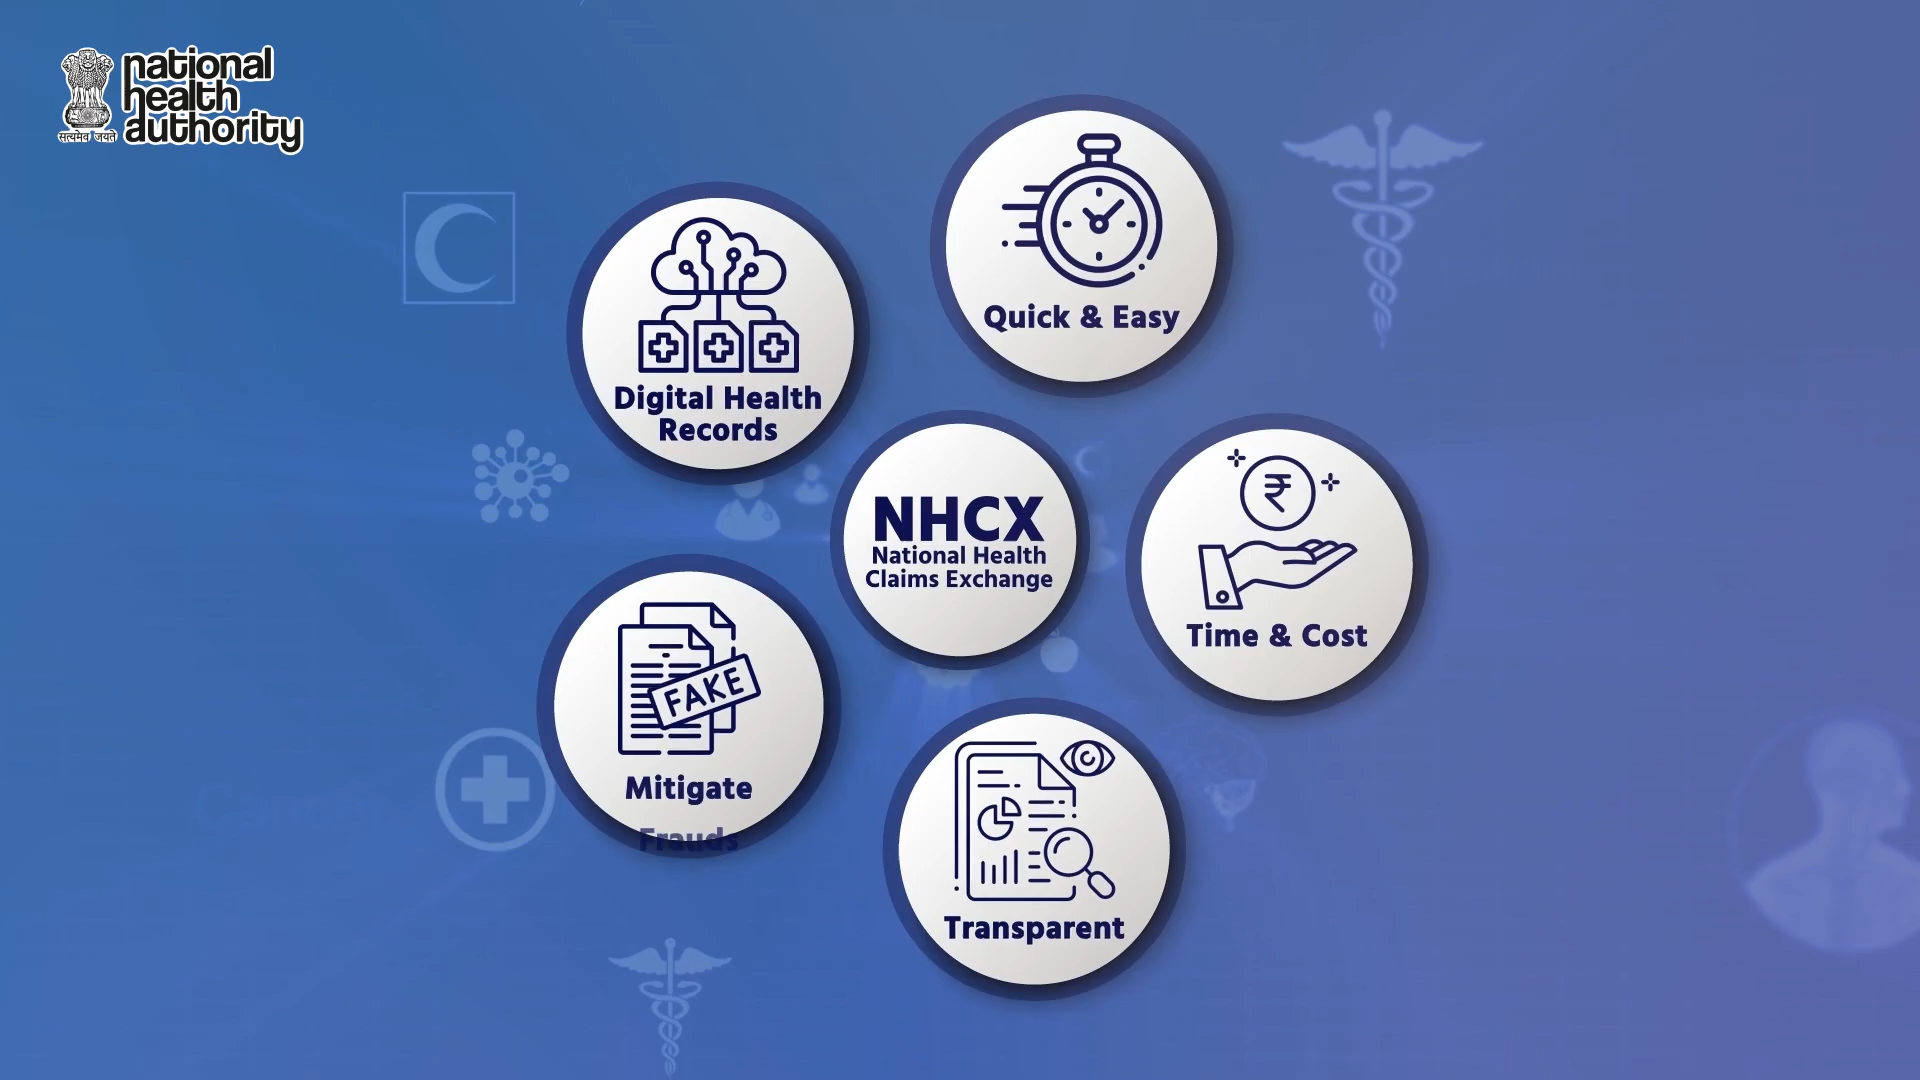 national
health
authority
सत्यमेव जयते
Quick & Easy
Digital Health
Records
NHCX
National Health
Claims Exchange
₹
Time & Cost
FAKE
Mitigate
Frauds
Transparent